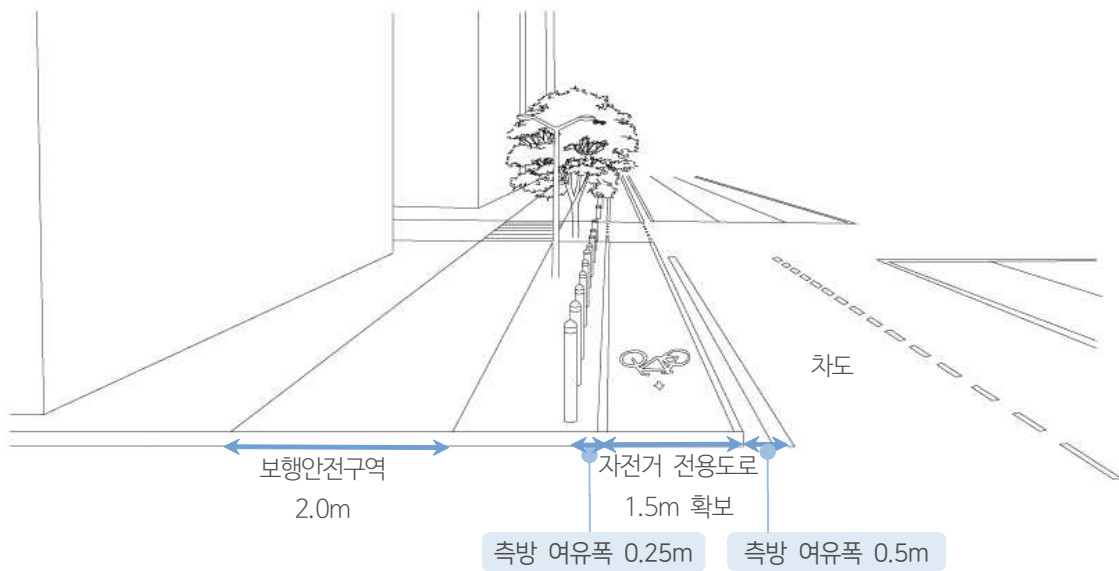 차도
보행안전구역
2.0m
자전거 전용도로
1.5m 확보
측방 여유폭 0.25m
측방 여유폭 0.5m